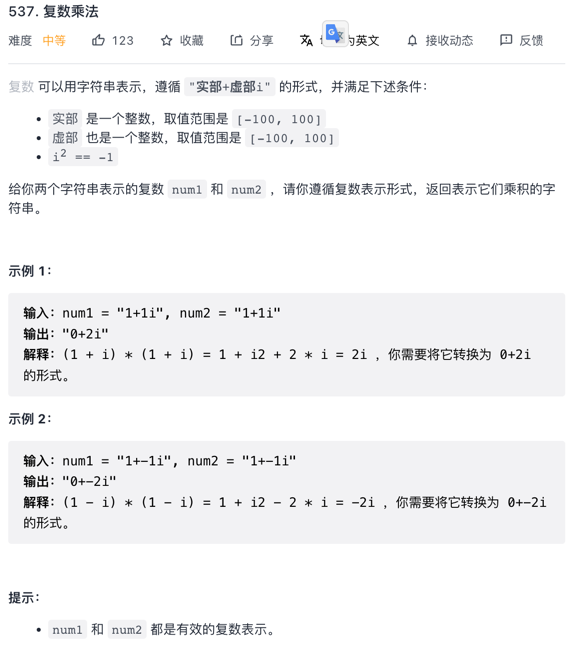 537. 复数乘法
难度 中等 123 收藏 分享 为英文 接收动态 反馈
复数 可以用字符串表示，遵循 "实部+虚部i" 的形式，并满足下述条件：
• 实部 是一个整数，取值范围是 [-100, 100]
• 虚部 也是一个整数，取值范围是 [-100, 100]
• i² == -1
给你两个字符串表示的复数 num1 和 num2 ，请你遵循复数表示形式，返回表示它们乘积的字
符串。
示例 1：
输入：num1 = "1+1i", num2 = "1+1i"
输出："0+2i"
解释：(1 + i) * (1 + i) = 1 + i2 + 2 * i = 2i ，你需要将它转换为 0+2i
的形式。
示例 2：
输入：num1 = "1+-1i", num2 = "1+-1i"
输出："0+-2i"
解释：(1 - i) * (1 - i) = 1 + i2 - 2 * i = -2i ，你需要将它转换为 0+-2i
的形式。
提示：
• num1 和 num2 都是有效的复数表示。